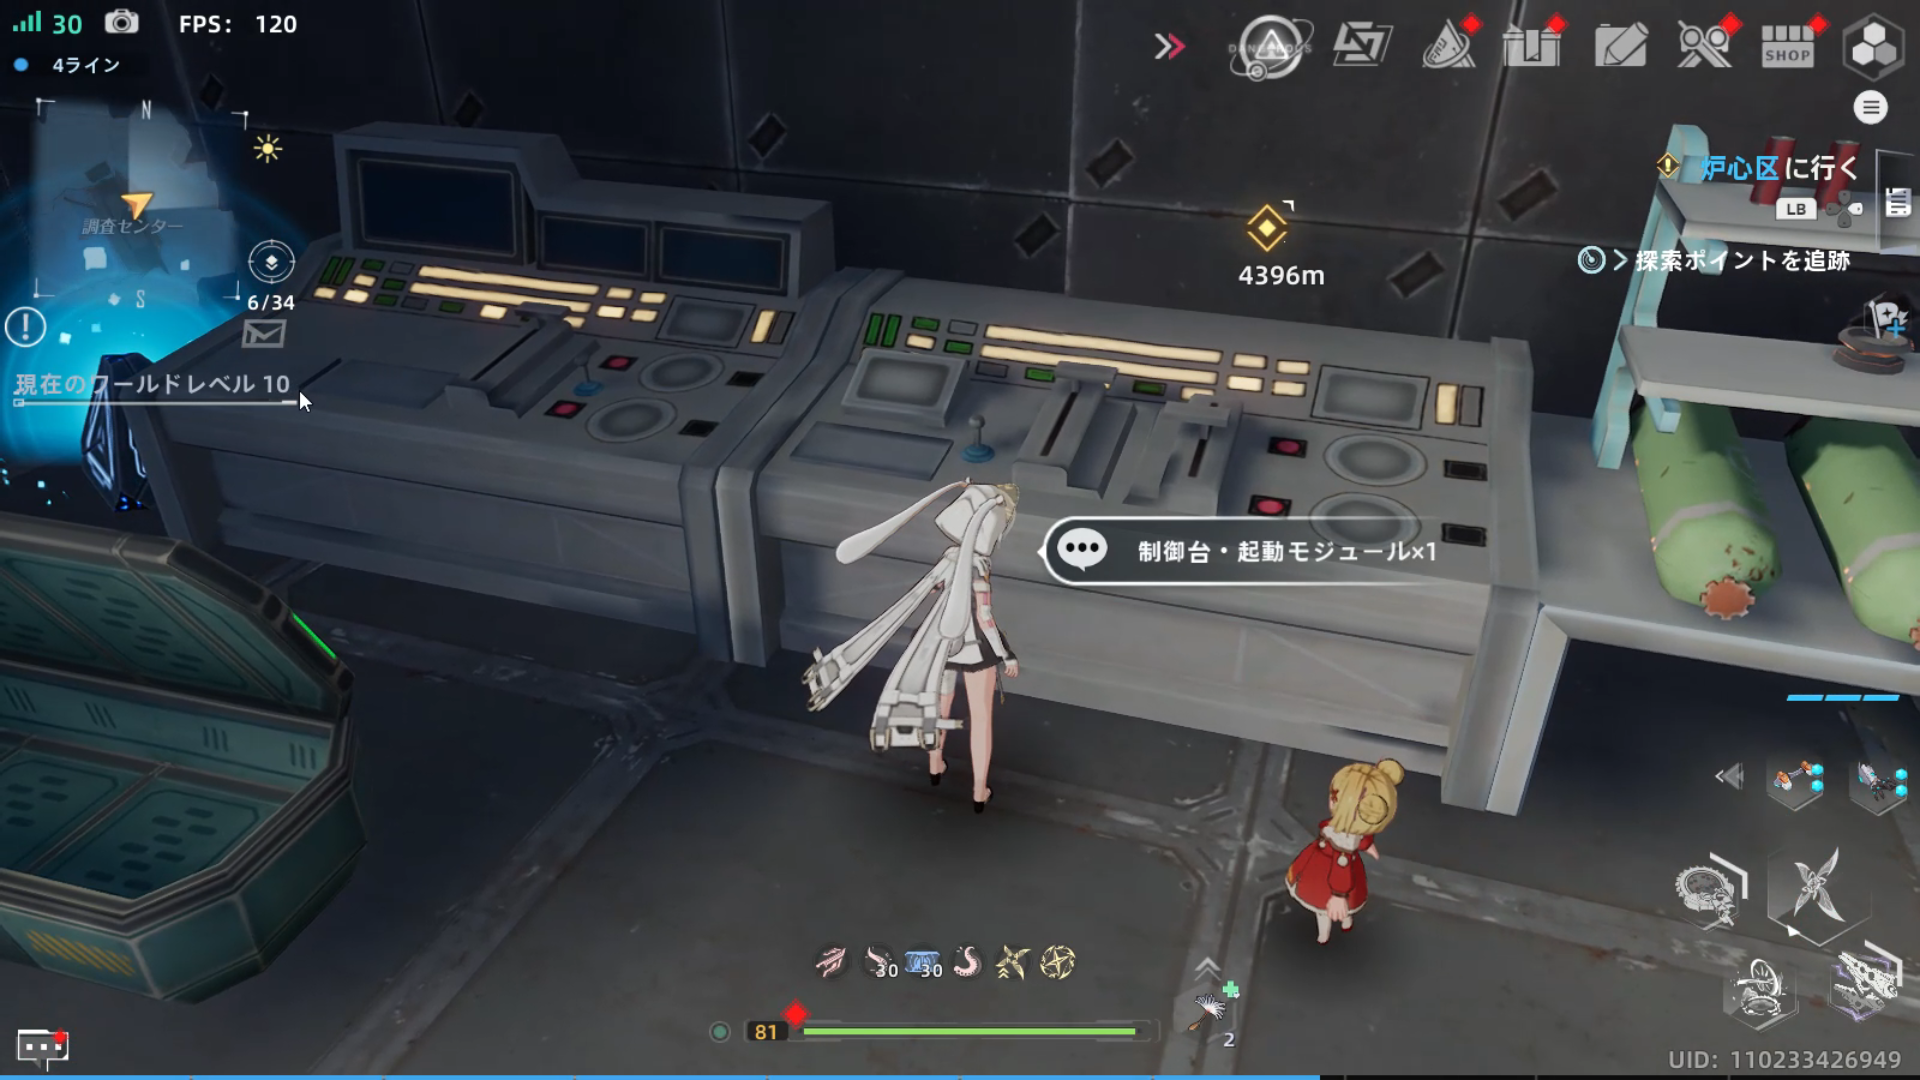 30
FPS: 120
4ライン
N
調査センター
S
6/34
現在のワールドレベル 10
DANGEROUS
SHOP
炉心区に行く
LB
探索ポイントを追跡
4396m
制御台・起動モジュール×1
30
30
81
2
UID: 110233426949